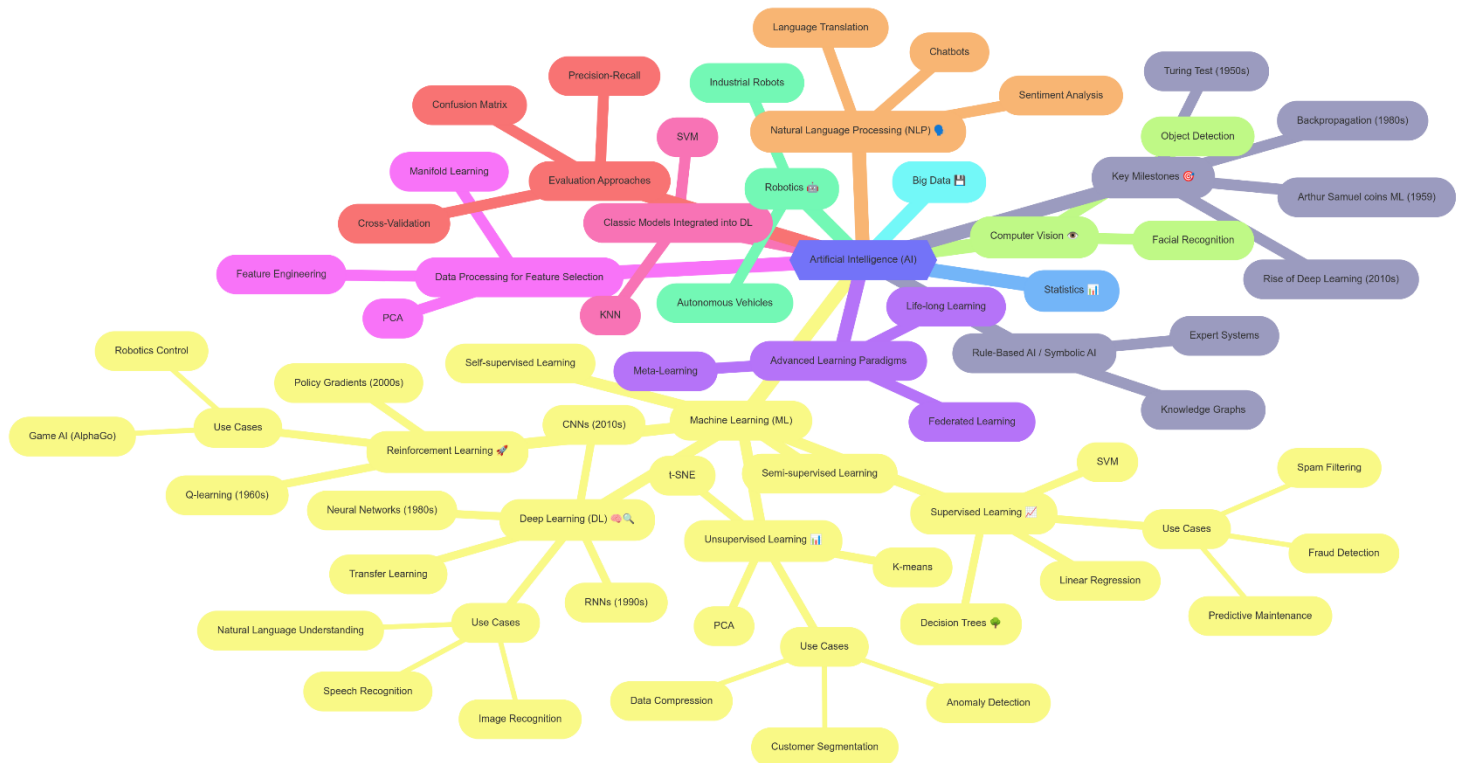 Language Translation
Chatbots
Precision-Recall
Industrial Robots
Turing Test (1950s)
Confusion Matrix
Sentiment Analysis
Backpropagation (1980s)
SVM
Natural Language Processing (NLP) 🗣️
Object Detection
Manifold Learning
Evaluation Approaches
Robotics 🤖
Big Data 💾
Key Milestones 🎯
Arthur Samuel coins ML (1959)
Cross-Validation
Classic Models Integrated into DL
Computer Vision 👁️
Facial Recognition
Artificial Intelligence (AI)
Feature Engineering
Data Processing for Feature Selection
Rise of Deep Learning (2010s)
Statistics 📊
Autonomous Vehicles
Life-long Learning
PCA
KNN
Expert Systems
Robotics Control
Self-supervised Learning
Advanced Learning Paradigms
Rule-Based AI / Symbolic AI
Meta-Learning
Policy Gradients (2000s)
Knowledge Graphs
Use Cases
CNNs (2010s)
Machine Learning (ML)
Federated Learning
Game AI (AlphaGo)
Reinforcement Learning 🚀
SVM
Spam Filtering
t-SNE
Semi-supervised Learning
Q-learning (1960s)
Neural Networks (1980s)
Deep Learning (DL) 🧠🔍
Supervised Learning 📈
Use Cases
Unsupervised Learning 📊
Fraud Detection
K-means
Transfer Learning
Linear Regression
RNNs (1990s)
Predictive Maintenance
Use Cases
PCA
Decision Trees 🌳
Natural Language Understanding
Use Cases
Speech Recognition
Data Compression
Anomaly Detection
Image Recognition
Customer Segmentation